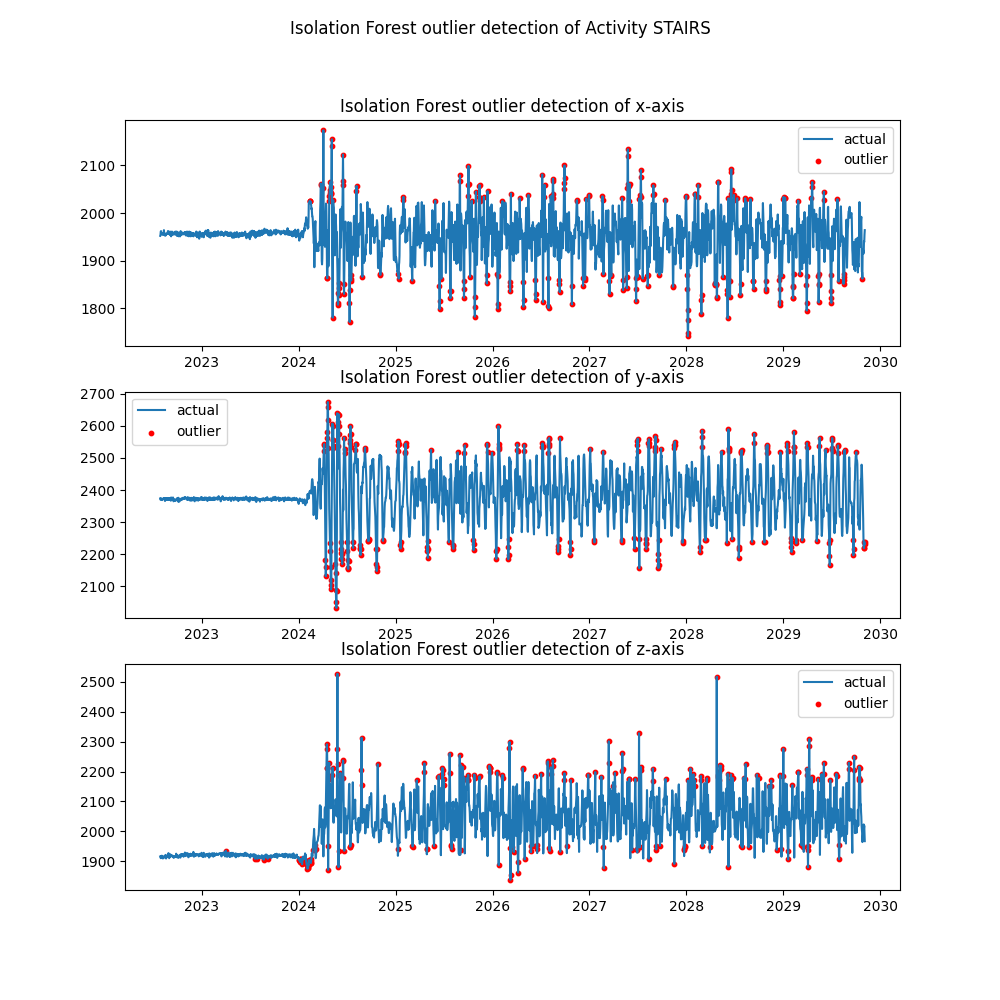 Isolation Forest outlier detection of Activity STAIRS
Isolation Forest outlier detection of x-axis
actual
outlier
2100
2000
1900
1800
2023 2024 2025 2026 2027 2028 2029 2030
Isolation Forest outlier detection of y-axis
actual
outlier
2700
2600
2500
2400
2300
2200
2100
2023 2024 2025 2026 2027 2028 2029 2030
Isolation Forest outlier detection of z-axis
actual
outlier
2500
2400
2300
2200
2100
2000
1900
2023 2024 2025 2026 2027 2028 2029 2030